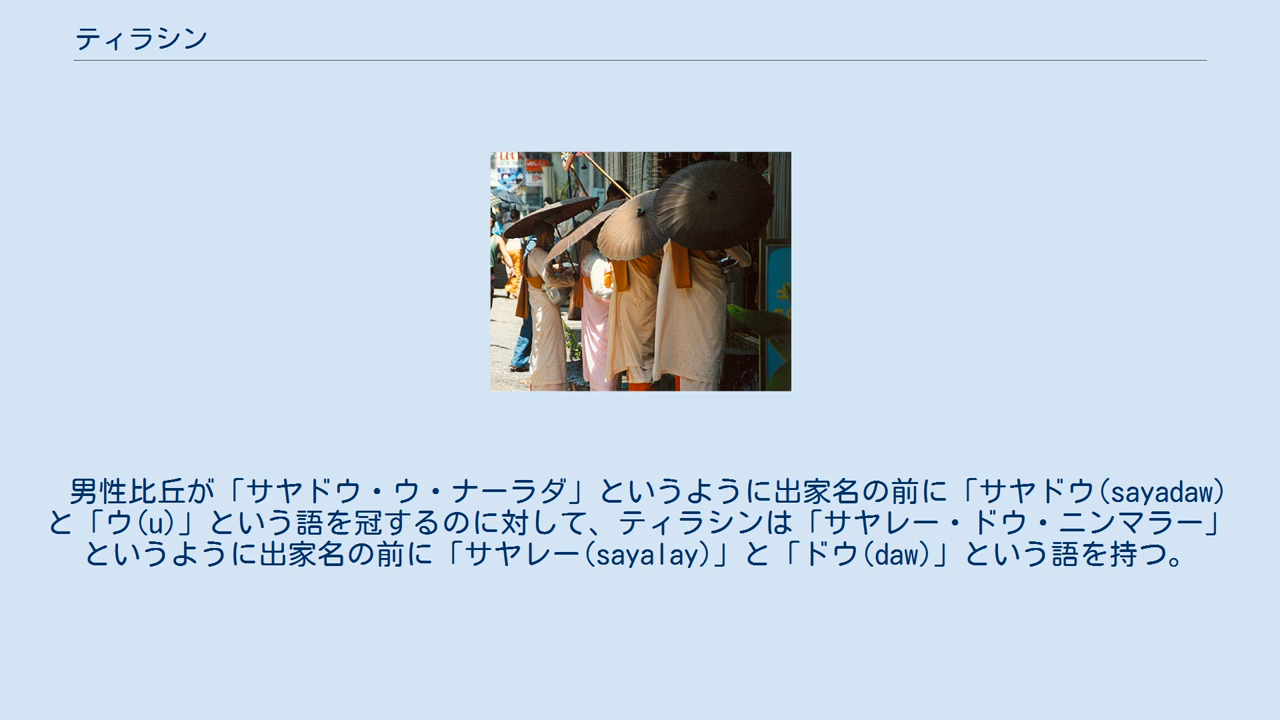 ティラシン
男性比丘が「サヤドウ・ウ・ナーラダ」というように出家名の前に「サヤドウ(sayadaw)
と「ウ(u)」という語を冠するのに対して、ティラシンは「サヤレー・ドウ・ニンマラー」
というように出家名の前に「サヤレー(sayalay)」と「ドウ(daw)」という語を持つ。